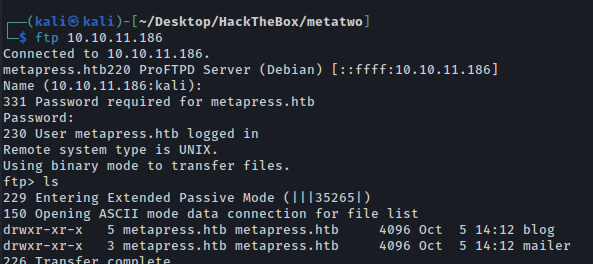 ┌──(kali㉿kali)-[~/Desktop/HackTheBox/metatwo]
└─$ ftp 10.10.11.186
Connected to 10.10.11.186.
metapress.htb220 ProFTPD Server (Debian) [::ffff:10.10.11.186]
Name (10.10.11.186:kali):
331 Password required for metapress.htb
Password:
230 User metapress.htb logged in
Remote system type is UNIX.
Using binary mode to transfer files.
ftp> ls
229 Entering Extended Passive Mode (|||35265|)
150 Opening ASCII mode data connection for file list
drwxr-xr-x   5 metapress.htb metapress.htb     4096 Oct  5 14:12 blog
drwxr-xr-x   3 metapress.htb metapress.htb     4096 Oct  5 14:12 mailer
226 Transfer complete